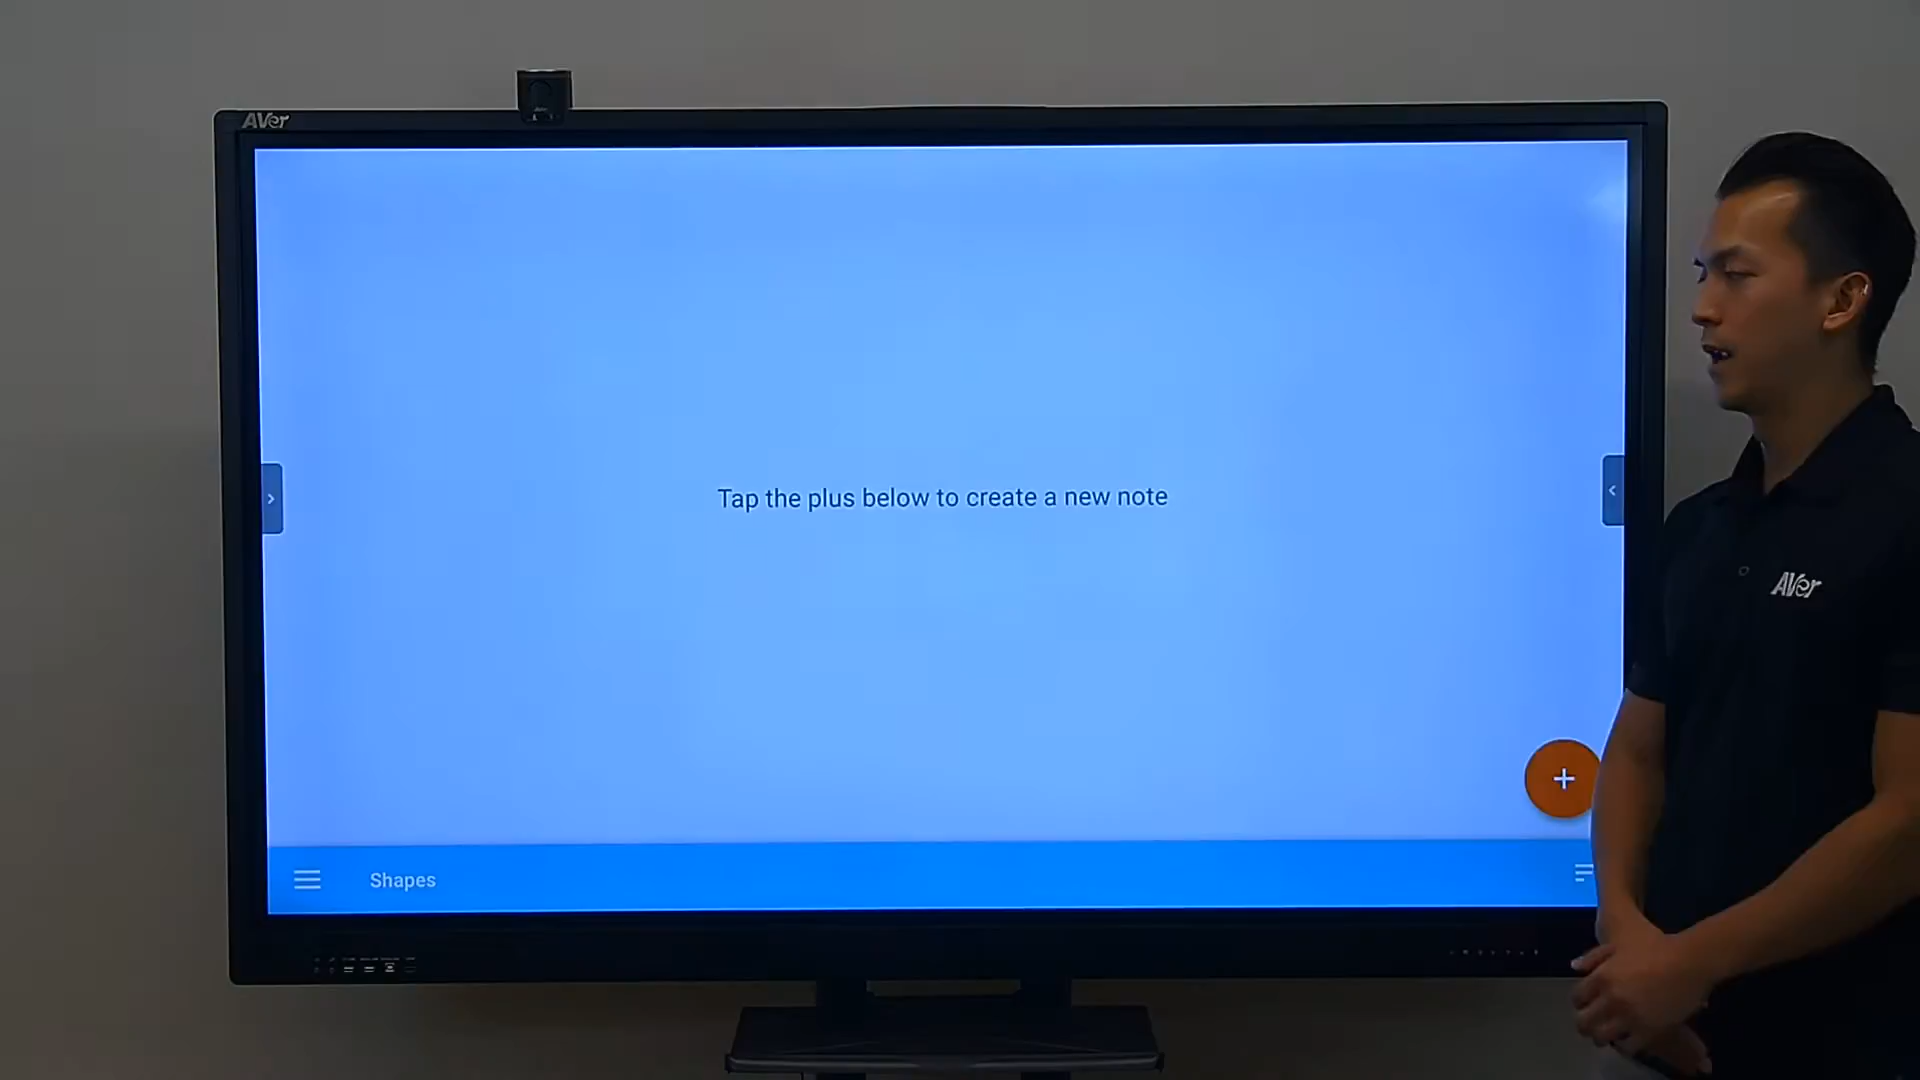 AVer
Tap the plus below to create a new note
AVer
Shapes